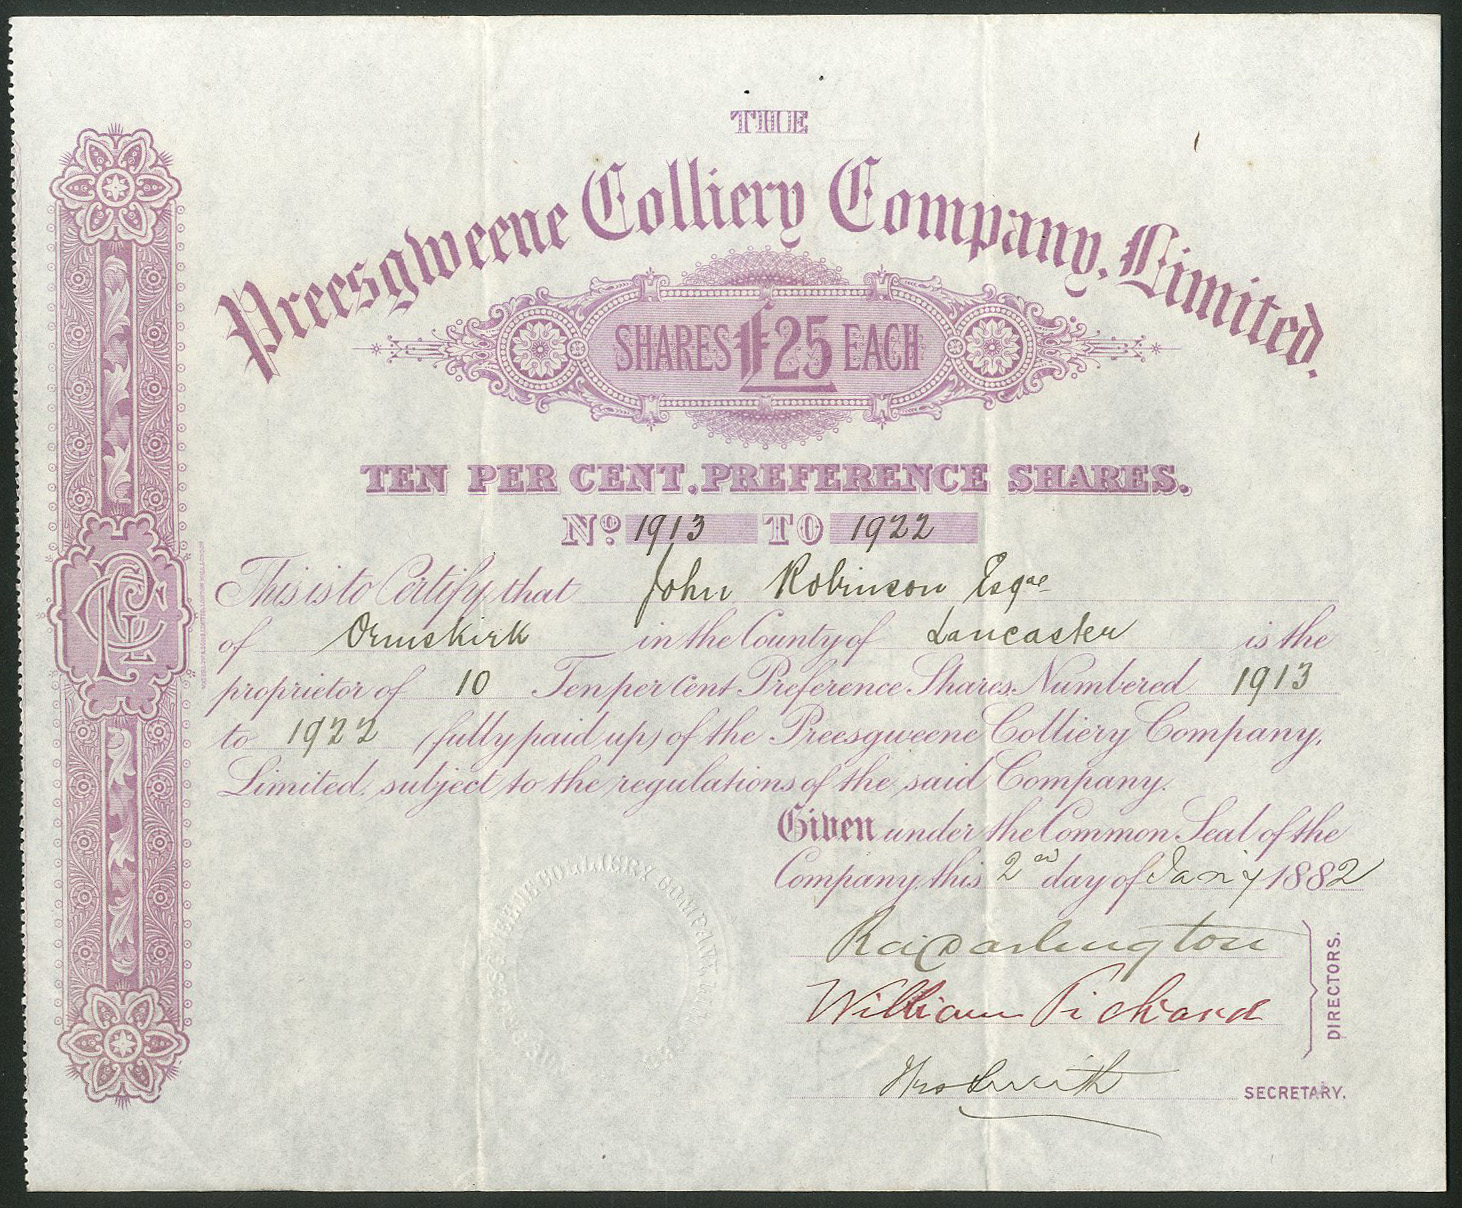 THE
Preesgweene Colliery Company, Limited.
SHARES £25 EACH
TEN PER CENT. PREFERENCE SHARES.
No. 1913 TO 1922
This is to Certify that John Robinson Esqre
of Ormskirk in the County of Lancaster is the
proprietor of 10 Ten per Cent Preference Shares Numbered 1913
to 1922 (fully paid up) of the Preesgweene Colliery Company,
Limited, subject to the regulations of the said Company.
Given under the Common Seal of the
Company, this 2nd day of Jany 1882
Darlington
William Pickard
DIRECTORS.
Smith
SECRETARY.
COLLIERY COMPANY